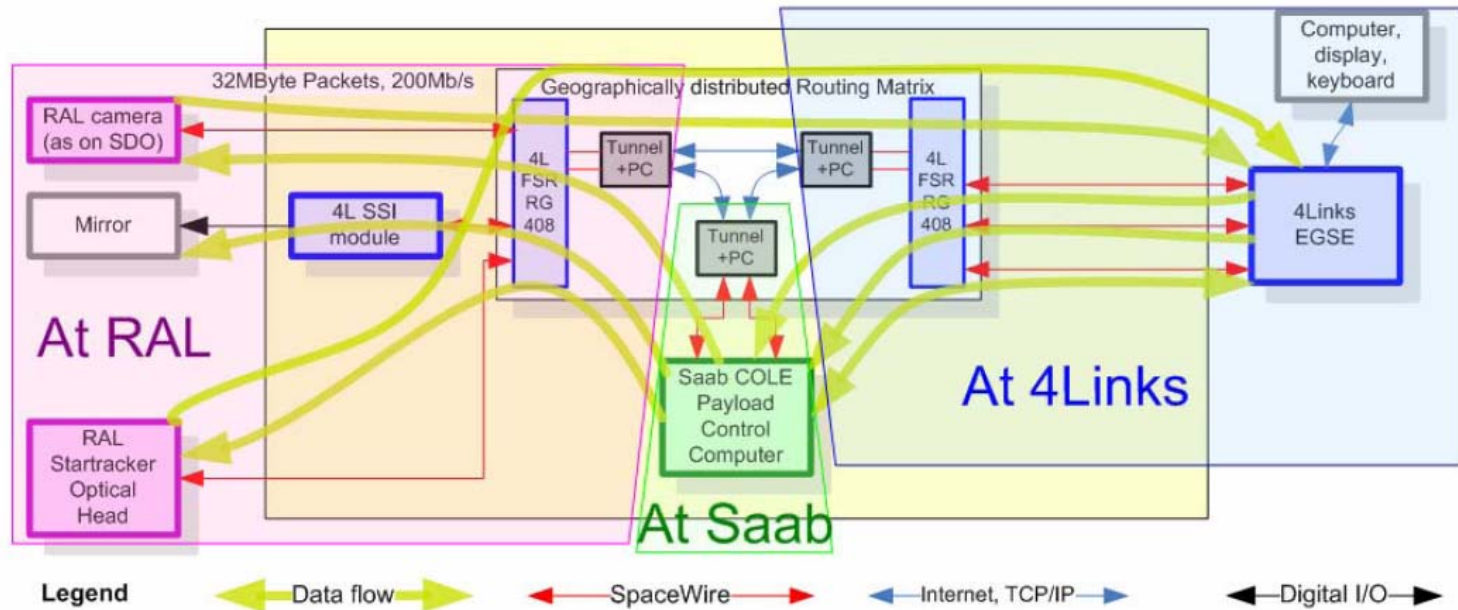 32MByte Packets, 200Mb/s
Geographically distributed Routing Matrix
Computer,
display,
keyboard
RAL camera
(as on SDO)
Mirror
4L SSI
module
4L
FSR
RG
408
Tunnel
+PC
Tunnel
+PC
Tunnel
+PC
4L
FSR
RG
408
4Links
EGSE
At RAL
RAL
Startracker
Optical
Head
Saab COLE
Payload
Control
Computer
At 4Links
At Saab
Legend
Data flow
SpaceWire
Internet, TCP/IP
Digital I/O